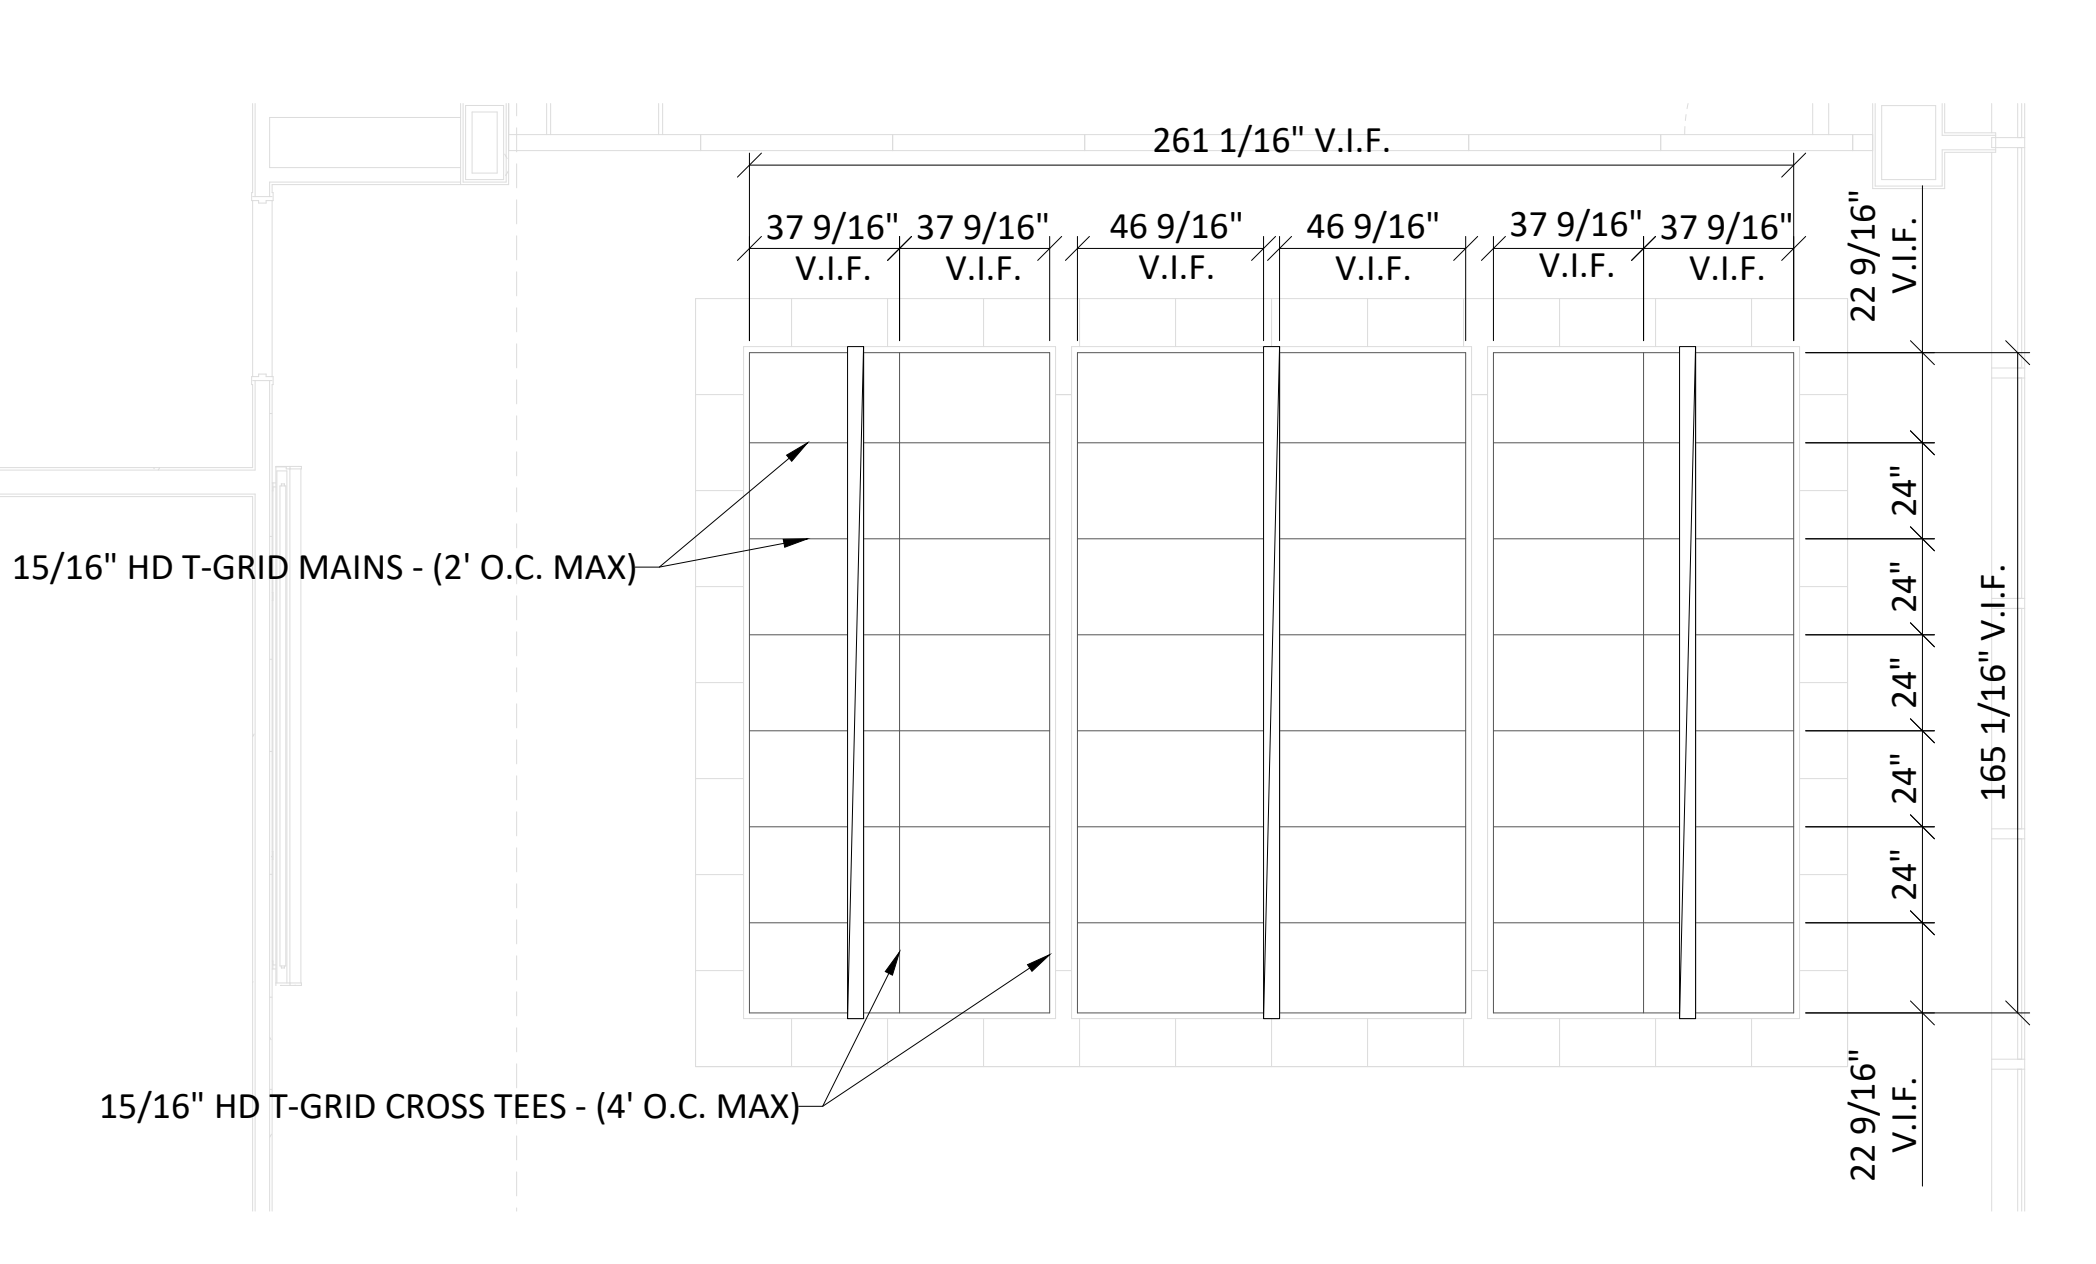 261 1/16" V.I.F.
37 9/16"
V.I.F.
37 9/16"
V.I.F.
46 9/16"
V.I.F.
46 9/16"
V.I.F.
37 9/16"
V.I.F.
37 9/16"
V.I.F.
22 9/16"
V.I.F.
24"
24"
24"
24"
24"
165 1/16" V.I.F.
22 9/16"
V.I.F.
15/16" HD T-GRID MAINS - (2' O.C. MAX)
15/16" HD T-GRID CROSS TEES - (4' O.C. MAX)